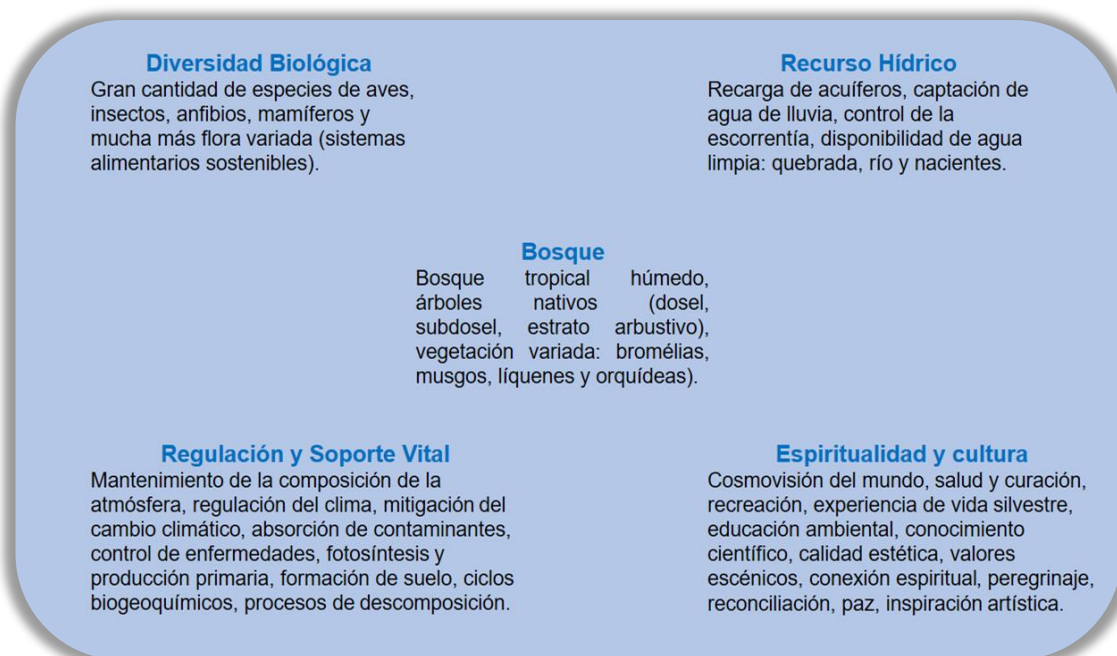 Diversidad Biológica
Gran cantidad de especies de aves,
insectos, anfibios, mamíferos y
mucha más flora variada (sistemas
alimentarios sostenibles).
Recurso Hídrico
Recarga de acuíferos, captación de
agua de lluvia, control de la
escorrentía, disponibilidad de agua
limpia: quebrada, río y nacientes.
Bosque
Bosque tropical húmedo,
árboles nativos (dosel,
subdosel, estrato arbustivo),
vegetación variada: bromélias,
musgos, líquenes y orquídeas).
Regulación y Soporte Vital
Mantenimiento de la composición de la
atmósfera, regulación del clima, mitigación del
cambio climático, absorción de contaminantes,
control de enfermedades, fotosíntesis y
producción primaria, formación de suelo, ciclos
biogeoquímicos, procesos de descomposición.
Espiritualidad y cultura
Cosmovisión del mundo, salud y curación,
recreación, experiencia de vida silvestre,
educación ambiental, conocimiento
científico, calidad estética, valores
escénicos, conexión espiritual, peregrinaje,
reconciliación, paz, inspiración artística.